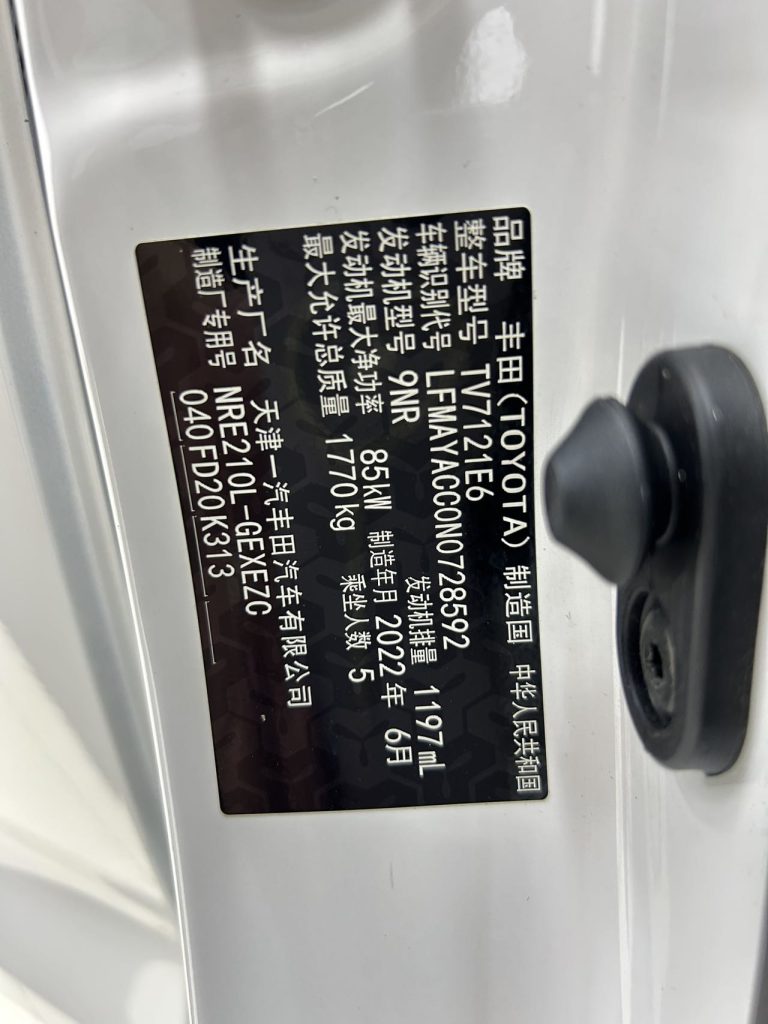 品牌 丰田(TOYOTA) 制造国 中华人民共和国
整车型号 TV7121E6
车辆识别代号 LFMAYACC0N0728592
发动机型号 9NR 发动机排量 1197mL
发动机最大净功率 85kW 制造年月 2022年 6月
最大允许总质量 1770kg 乘坐人数 5
生产厂名 天津一汽丰田汽车有限公司
制造厂专用号 NRE210L-GEXEZC
040FD20K313